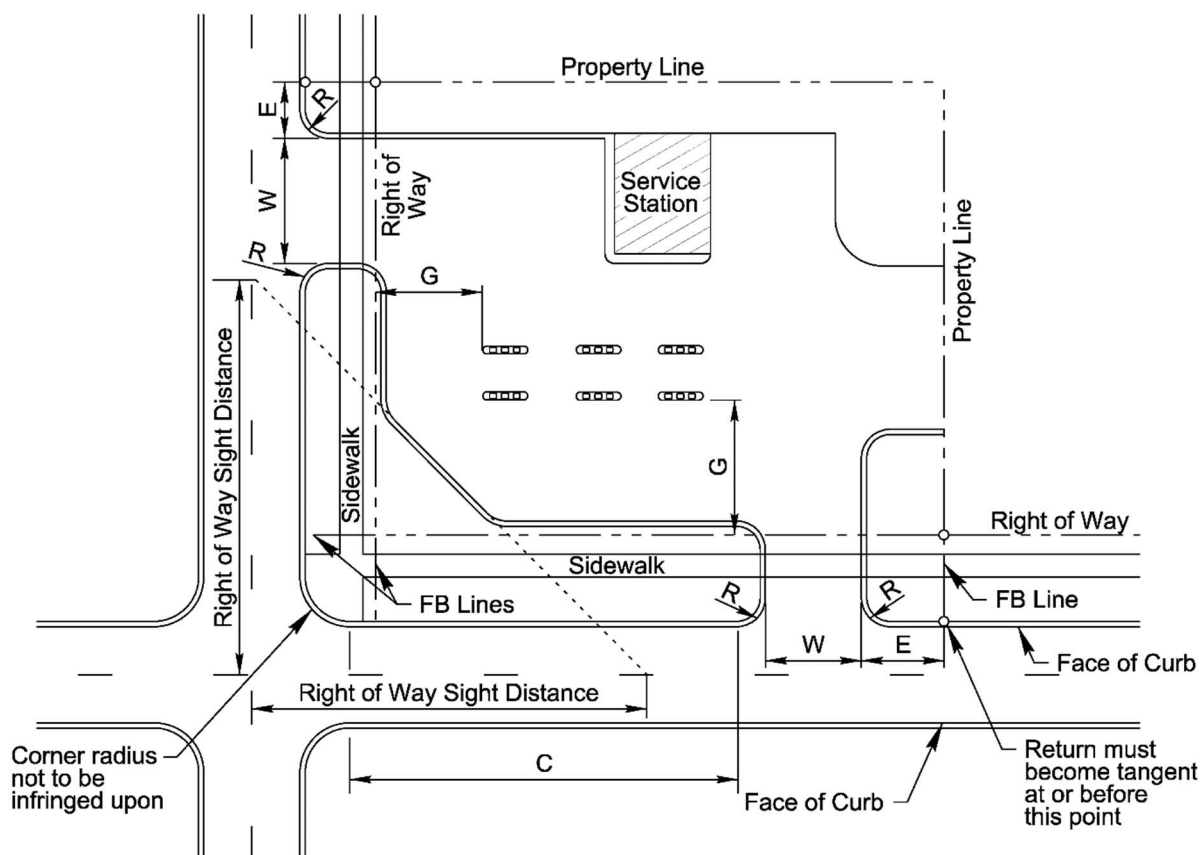 Property Line
E
R
W
Right of
Way
Service
Station
Property Line
R
G
Right of Way Sight Distance
Sidewalk
G
Right of Way
Sidewalk
FB Lines
R
R
FB Line
W
E
Face of Curb
Right of Way Sight Distance
Corner radius
not to be
infringed upon
C
Face of Curb
Return must
become tangent
at or before
this point